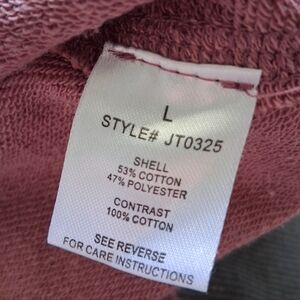 L
STYLE# JT0325
SHELL
53% COTTON
47% POLYESTER
CONTRAST
100% COTTON
SEE REVERSE
FOR CARE INSTRUCTIONS